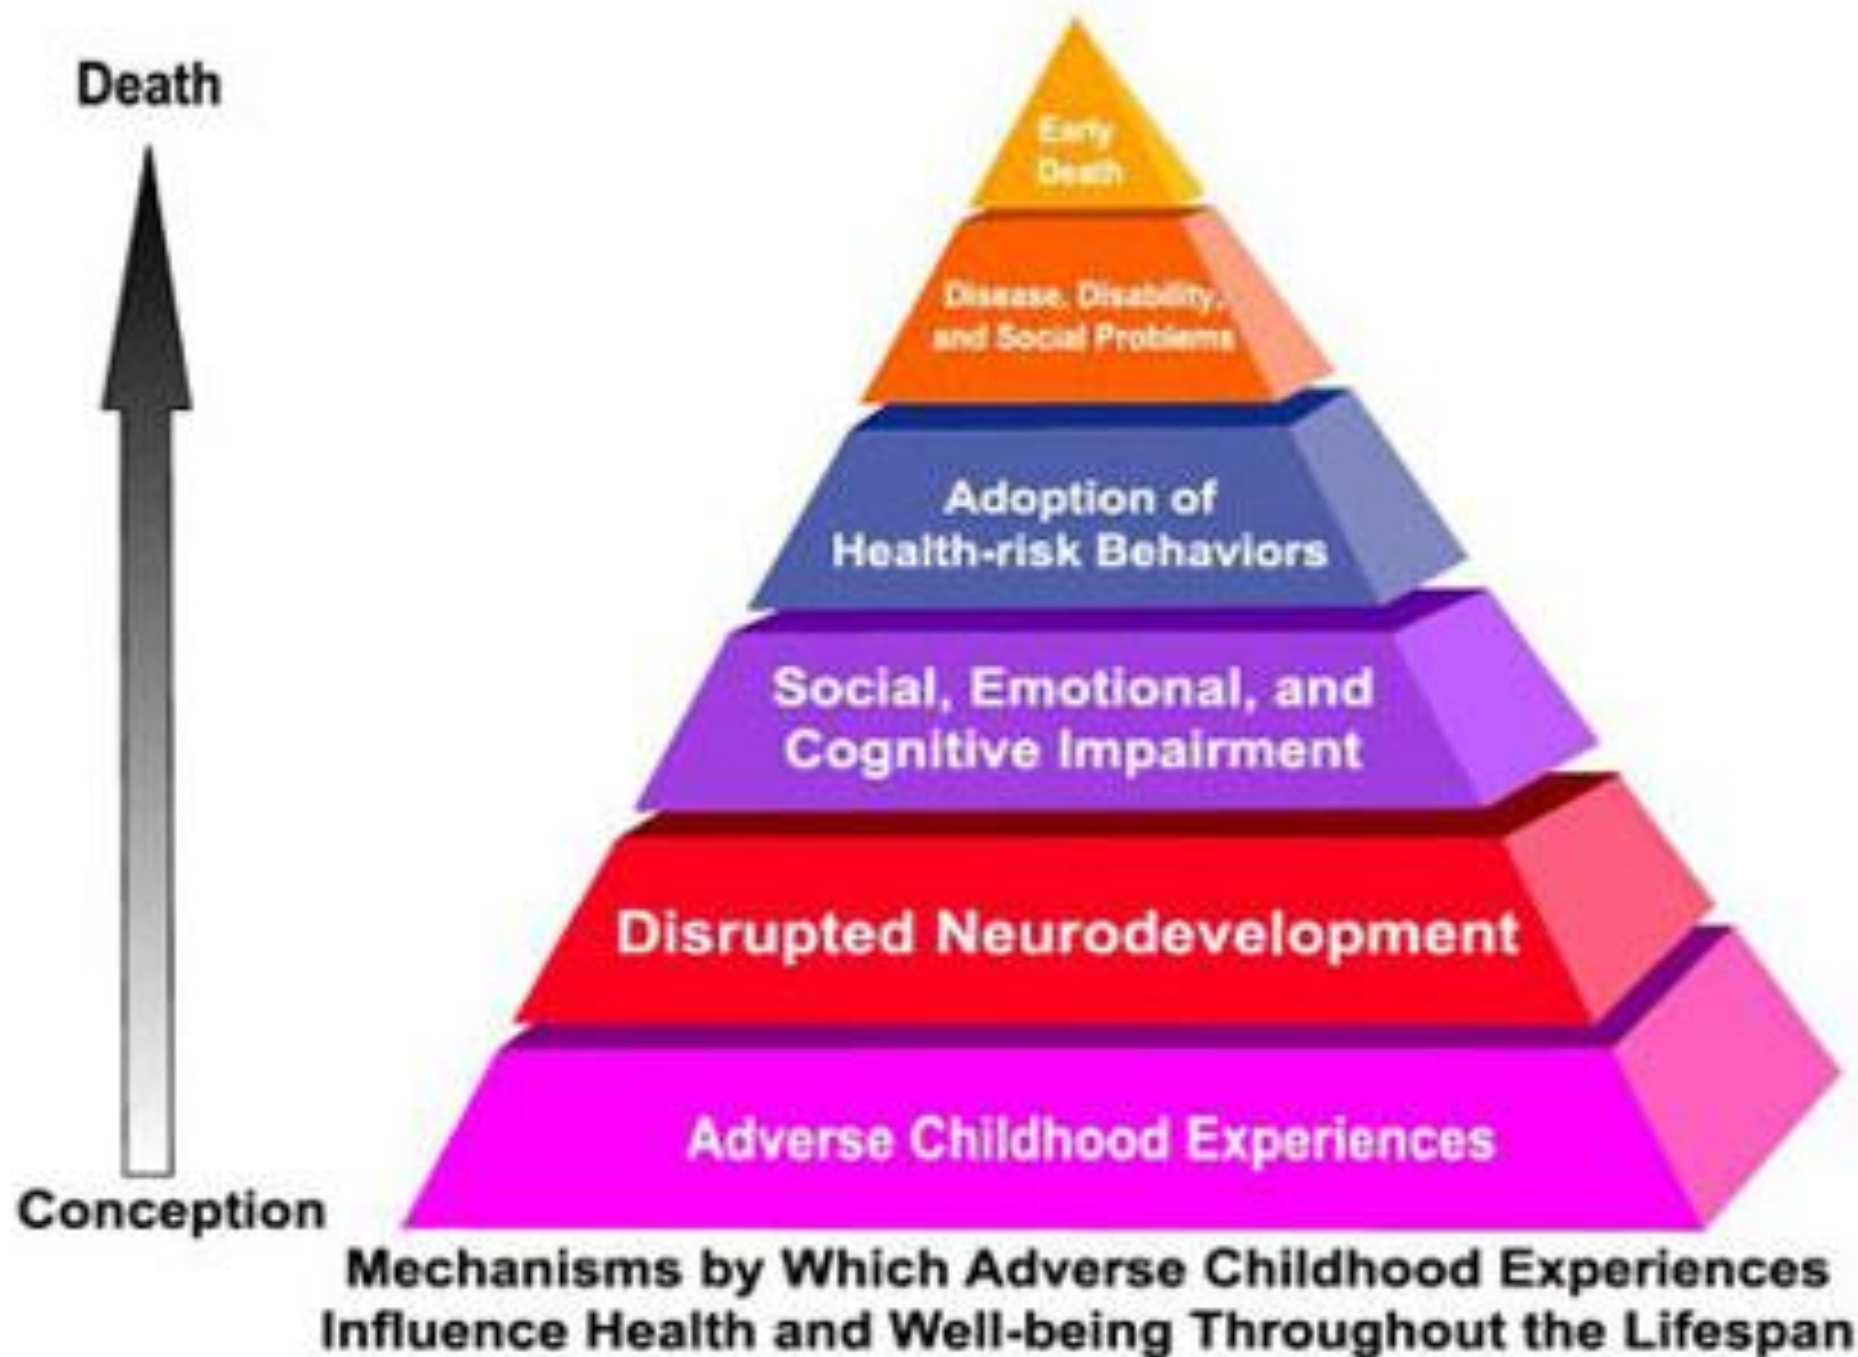 Death
Early
Death
Disease, Disability,
and Social Problems
Adoption of
Health-risk Behaviors
Social, Emotional, and
Cognitive Impairment
Disrupted Neurodevelopment
Adverse Childhood Experiences
Conception
Mechanisms by Which Adverse Childhood Experiences
Influence Health and Well-being Throughout the Lifespan